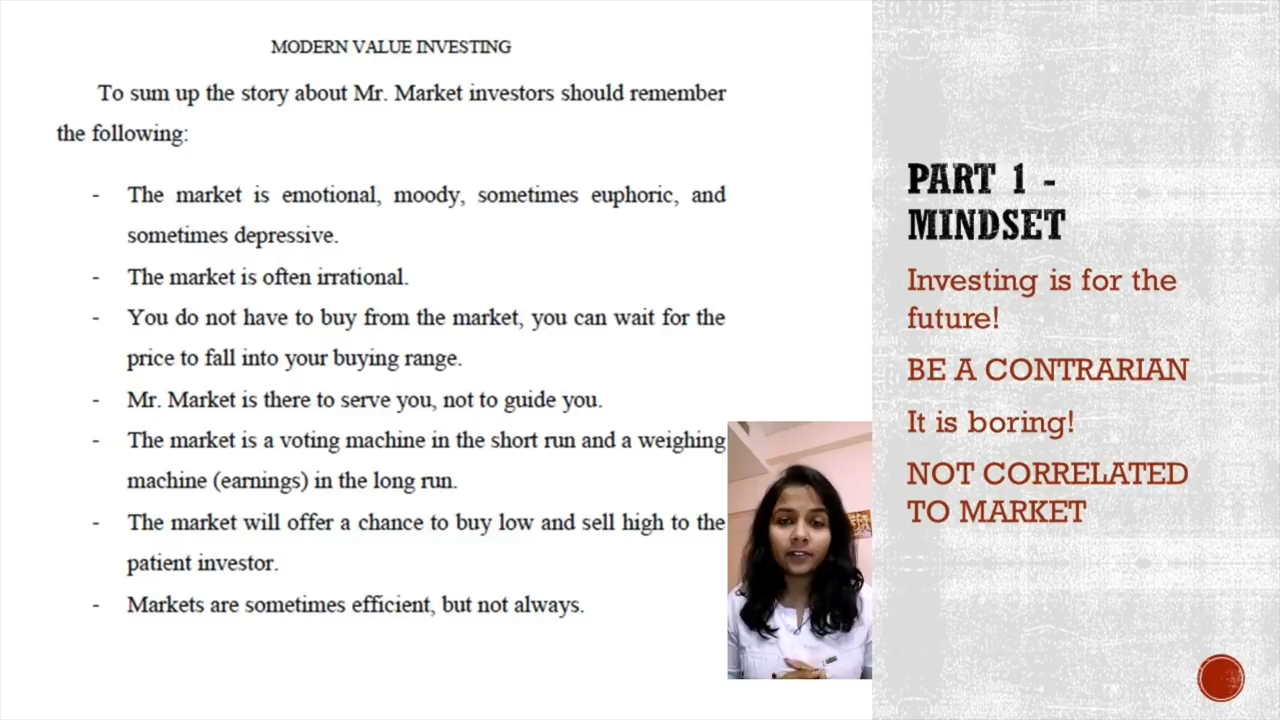 MODERN VALUE INVESTING
To sum up the story about Mr. Market investors should remember
the following:
- The market is emotional, moody, sometimes euphoric, and
sometimes depressive.
- The market is often irrational.
- You do not have to buy from the market, you can wait for the
price to fall into your buying range.
- Mr. Market is there to serve you, not to guide you.
- The market is a voting machine in the short run and a weighing
machine (earnings) in the long run.
- The market will offer a chance to buy low and sell high to the
patient investor.
- Markets are sometimes efficient, but not always.
PART 1 -
MINDSET
Investing is for the
future!
BE A CONTRARIAN
It is boring!
NOT CORRELATED
TO MARKET